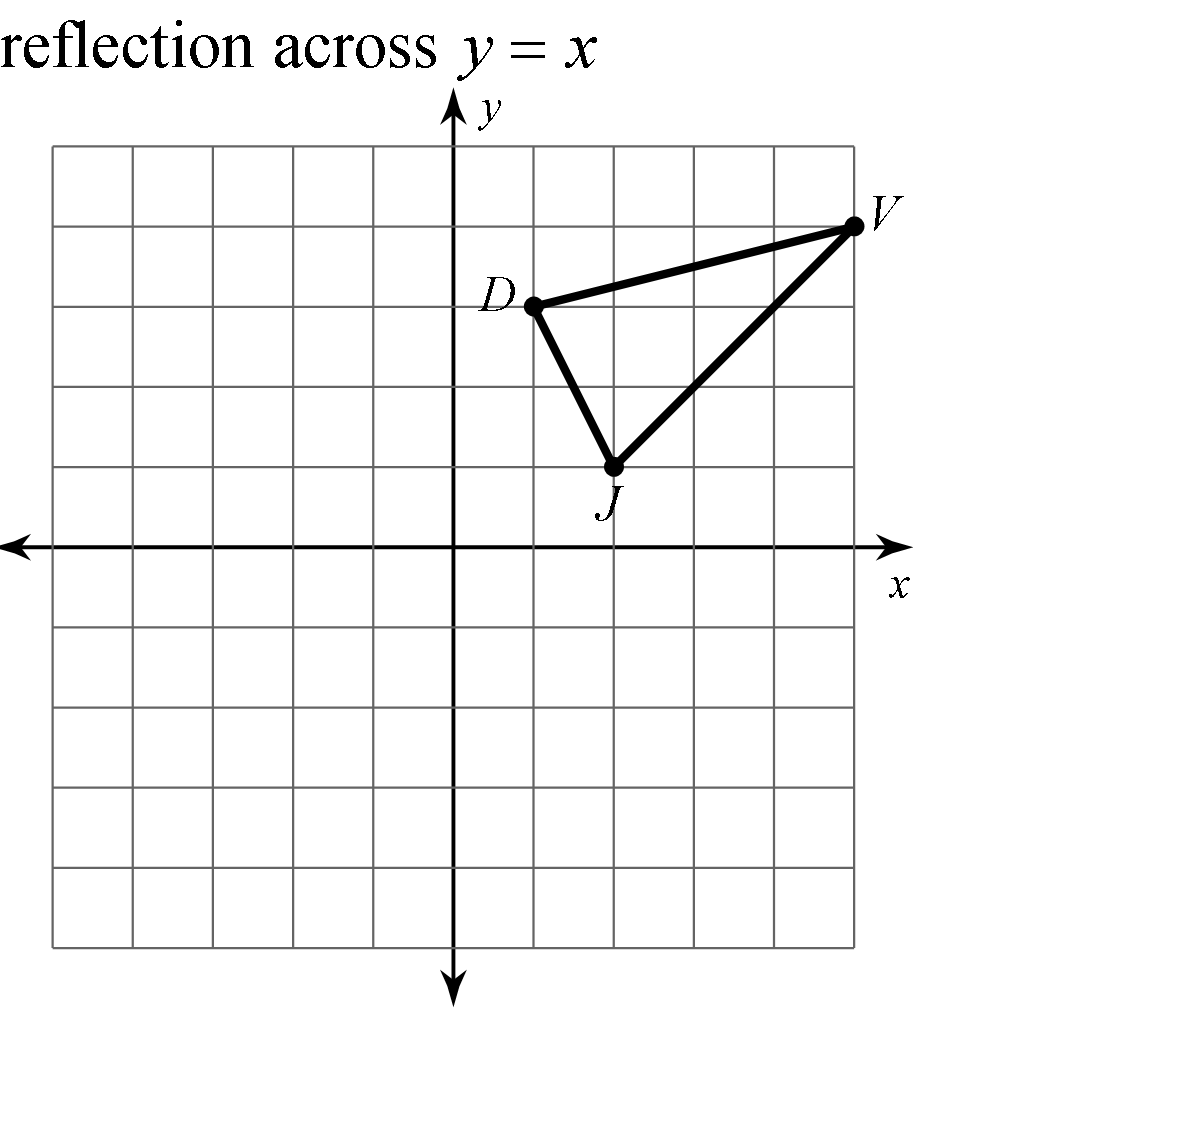 reflection across y = x
y
V
D
J
x